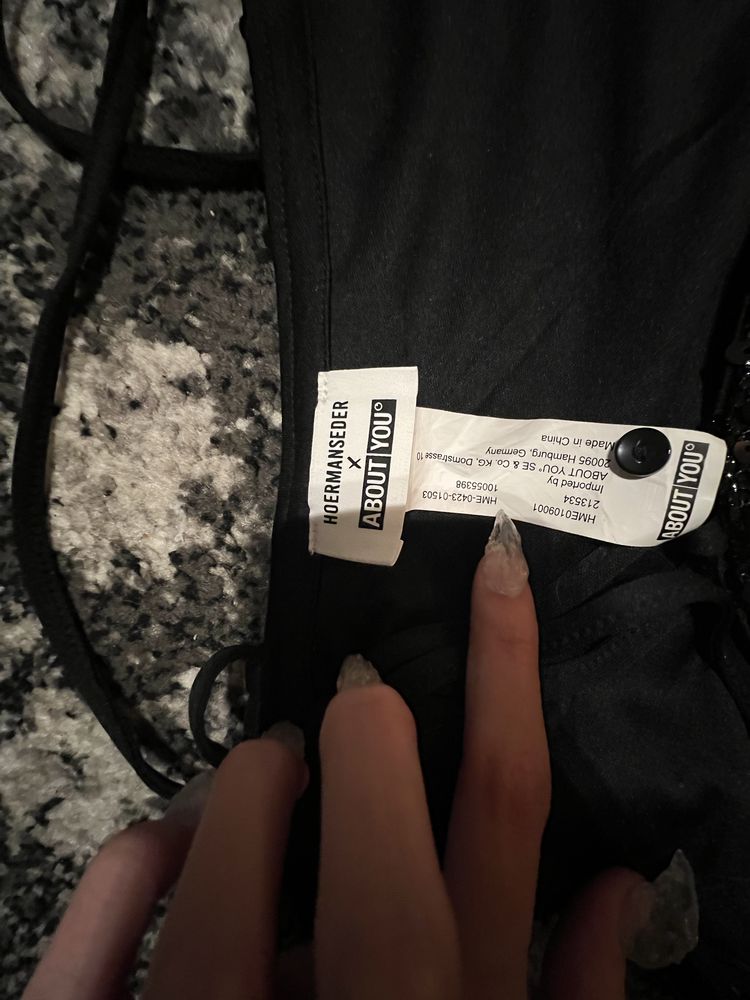 HOERMANSEDER
×
ABOUT YOU°
HME0109001
HME-0423-01503
213534
10055398
Imported by
ABOUT YOU° SE & Co. KG, Domstrasse 10
20095 Hamburg, Germany
Made in China
ABOUT YOU°